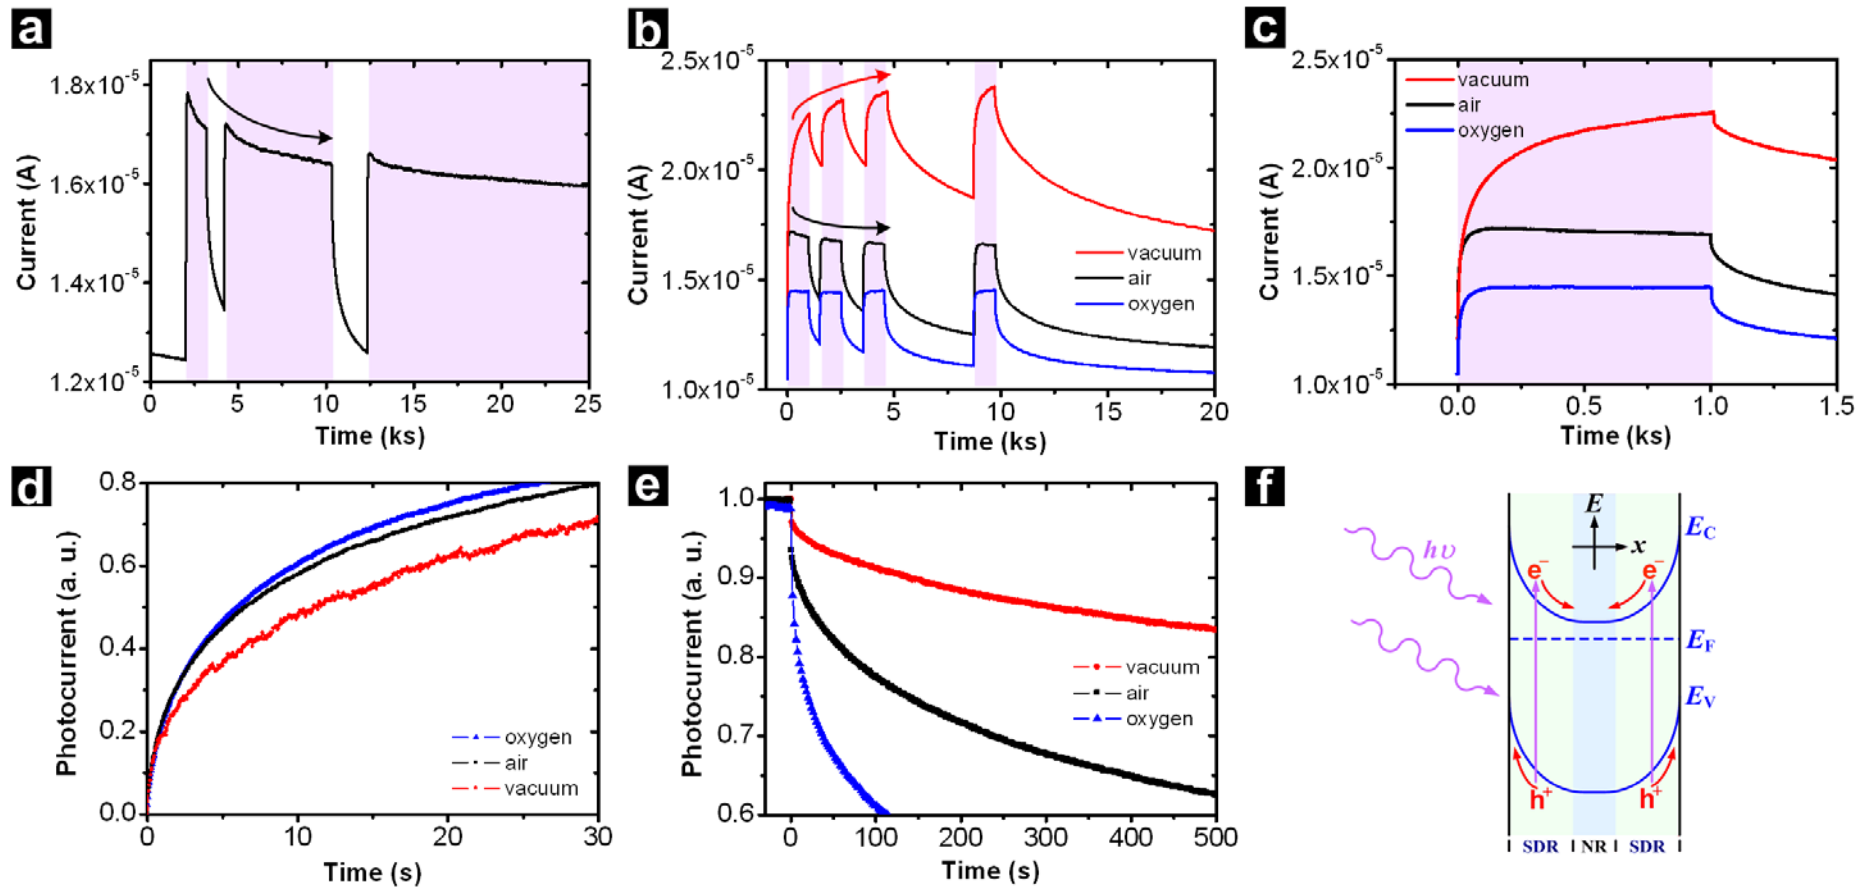 a
1.8x10⁻⁵
1.6x10⁻⁵
1.4x10⁻⁵
1.2x10⁻⁵
Current (A)
0 5 10 15 20 25
Time (ks)
b
2.5x10⁻⁵
2.0x10⁻⁵
1.5x10⁻⁵
1.0x10⁻⁵
Current (A)
vacuum
air
oxygen
0 5 10 15 20
Time (ks)
c
2.5x10⁻⁵
2.0x10⁻⁵
1.5x10⁻⁵
1.0x10⁻⁵
Current (A)
vacuum
air
oxygen
0.0 0.5 1.0 1.5
Time (ks)
d
0.8
0.6
0.4
0.2
0.0
Photocurrent (a. u.)
oxygen
air
vacuum
0 10 20 30
Time (s)
e
1.0
0.9
0.8
0.7
0.6
Photocurrent (a. u.)
vacuum
air
oxygen
0 100 200 300 400 500
Time (s)
f
E
x
hυ
E_C
e⁻ e⁻
E_F
E_V
h⁺ h⁺
SDR NR SDR